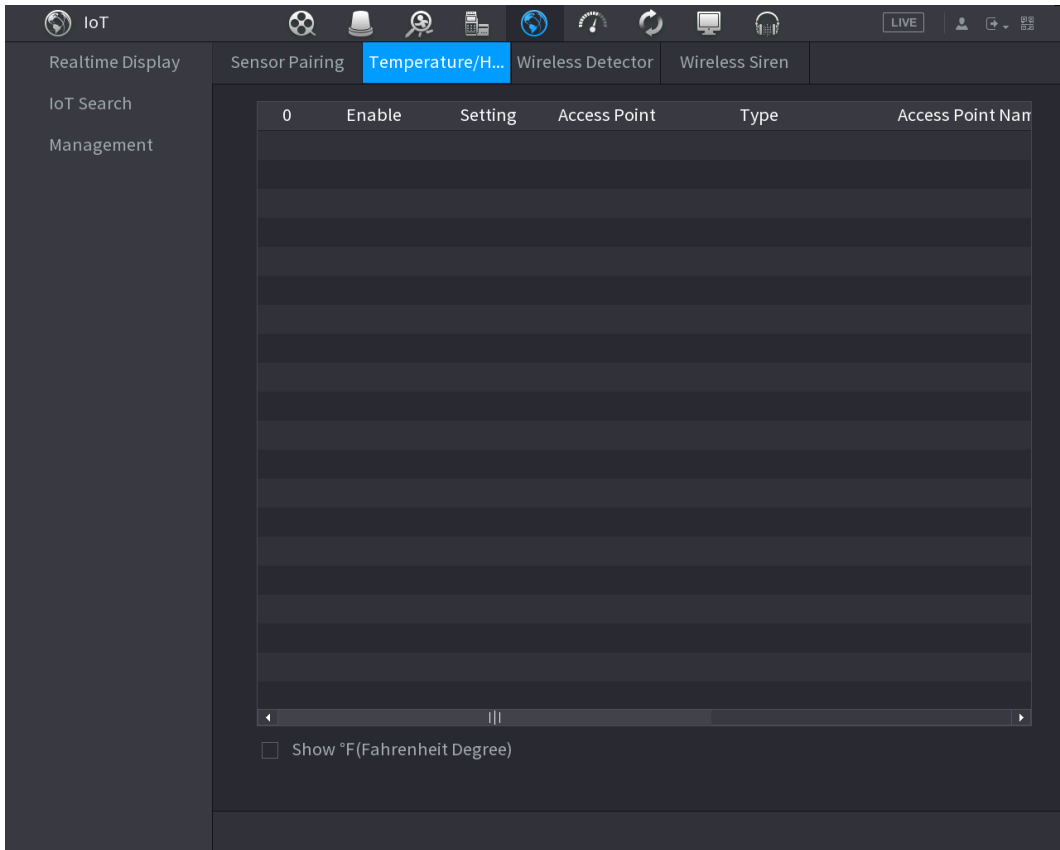 IoT
LIVE
Realtime Display
IoT Search
Management
Sensor Pairing Temperature/H... Wireless Detector Wireless Siren
0 Enable Setting Access Point Type Access Point Nam
Show °F(Fahrenheit Degree)